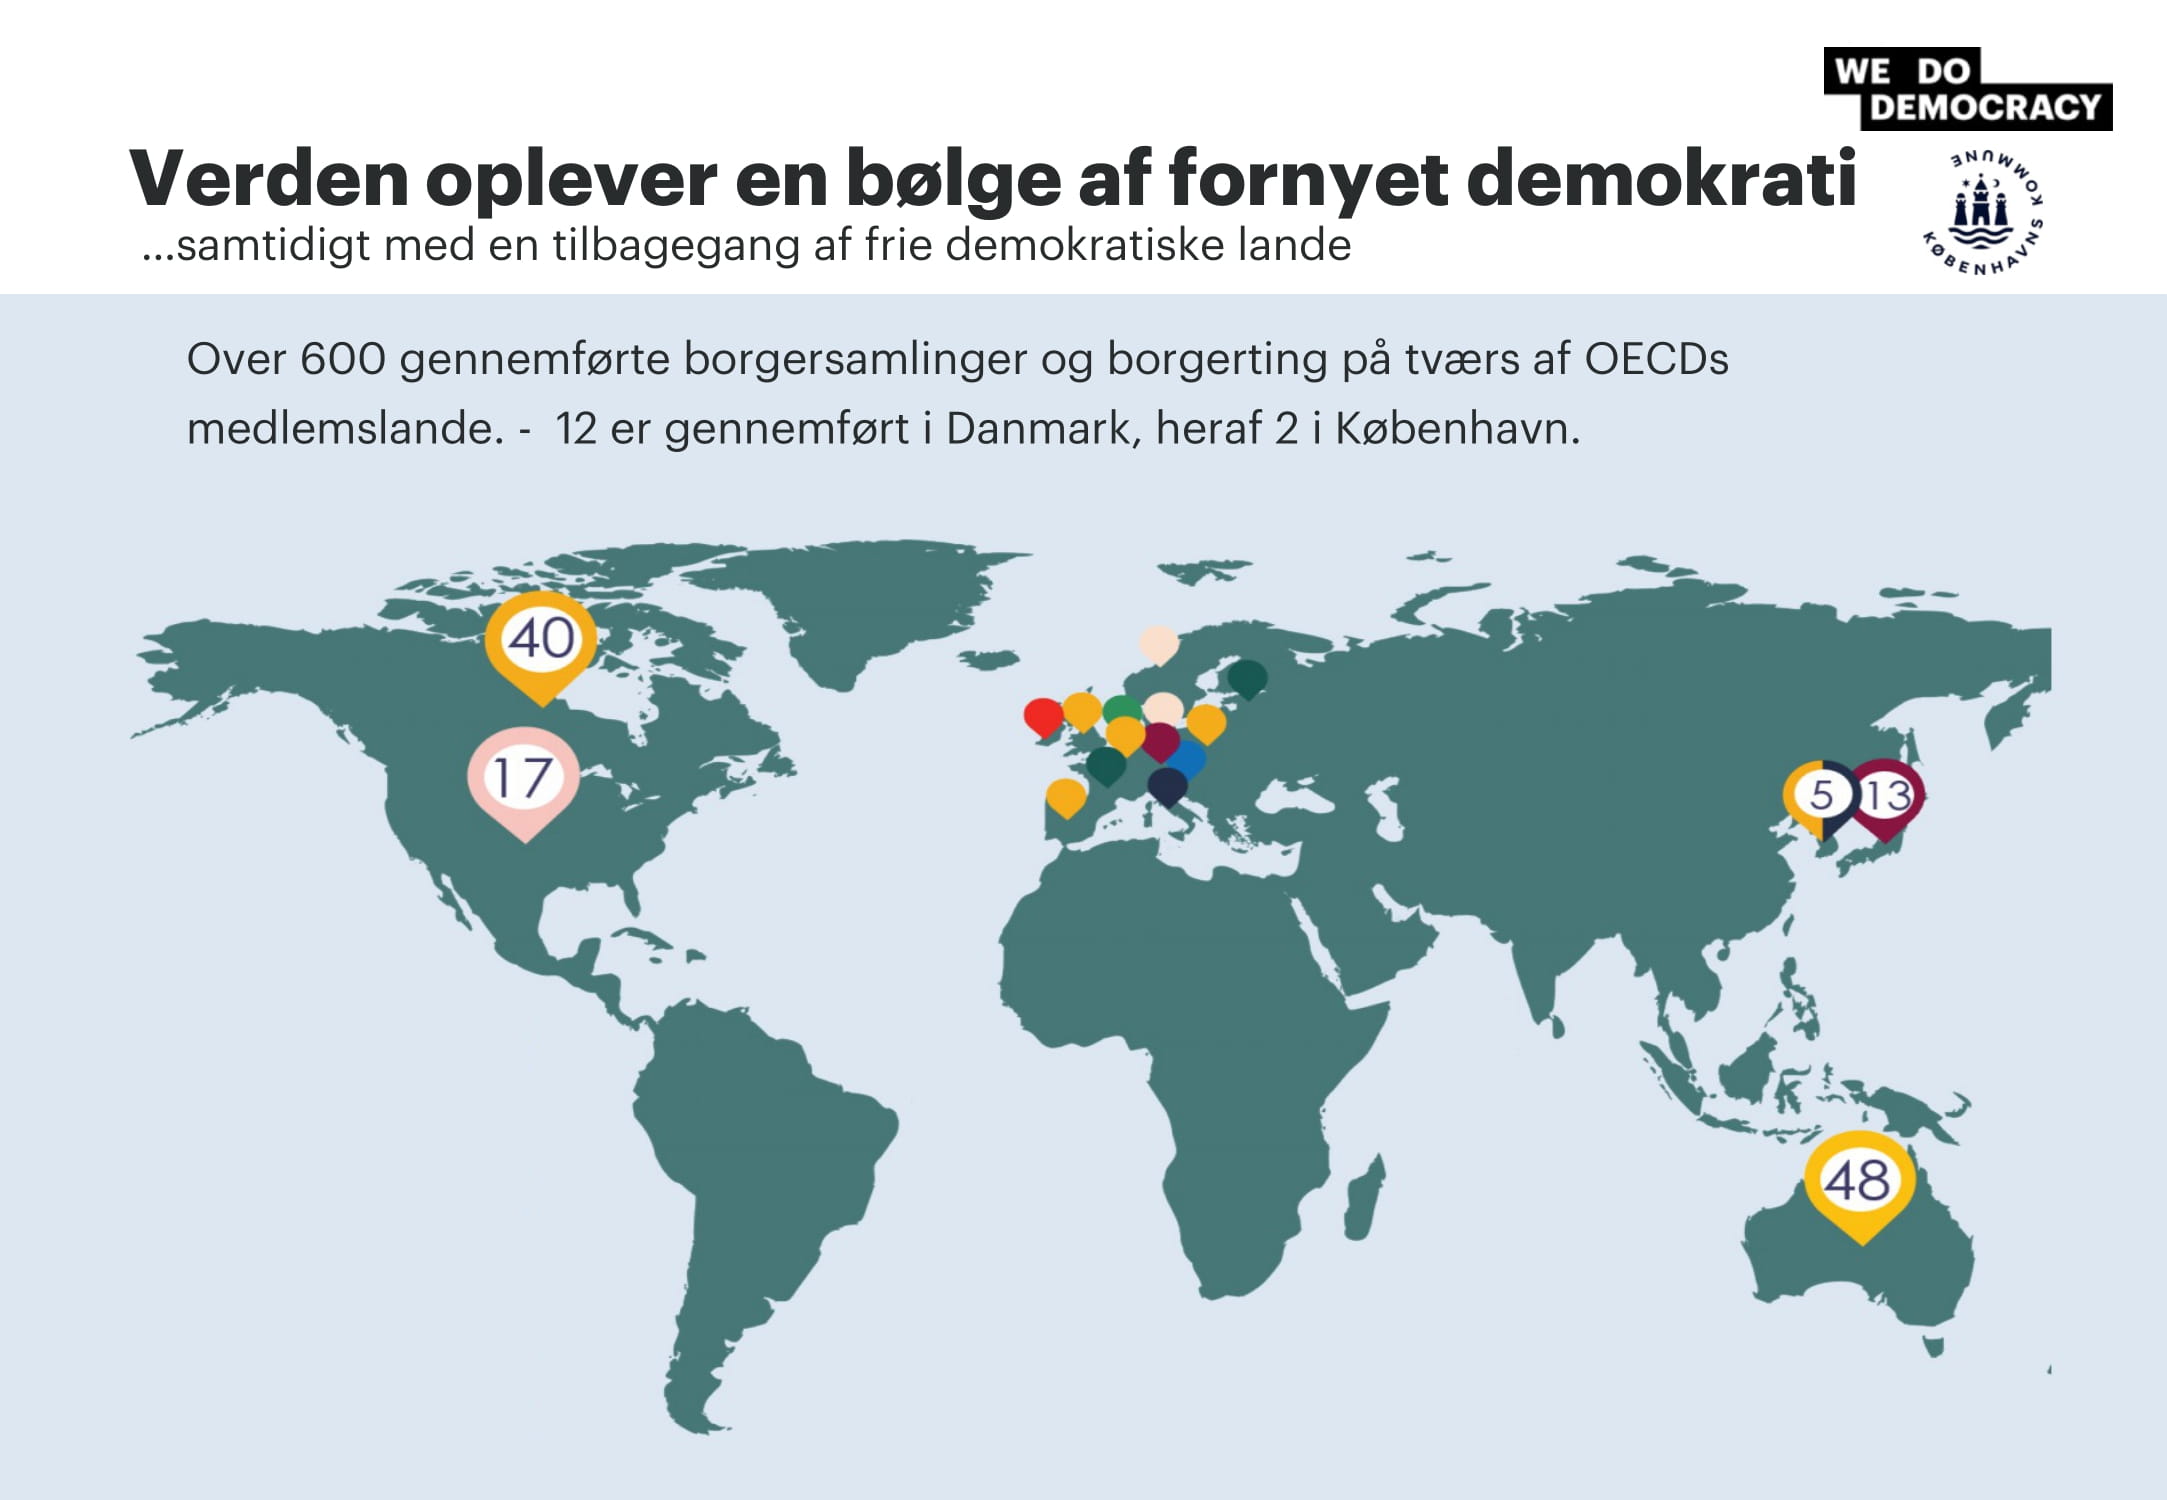 WE DO
DEMOCRACY
Verden oplever en bølge af fornyet demokrati
...samtidigt med en tilbagegang af frie demokratiske lande
KØBENHAVNS KOMMUNE
Over 600 gennemførte borgersamlinger og borgerting på tværs af OECDs
medlemslande. -  12 er gennemført i Danmark, heraf 2 i København.
40
17
5
13
48